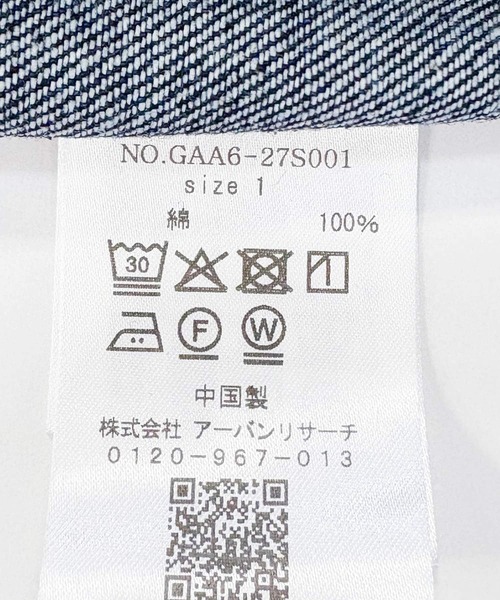 NO.GAA6-27S001
size 1
綿 100%
30
F W
中国製
株式会社 アーバンリサーチ
0120-967-013